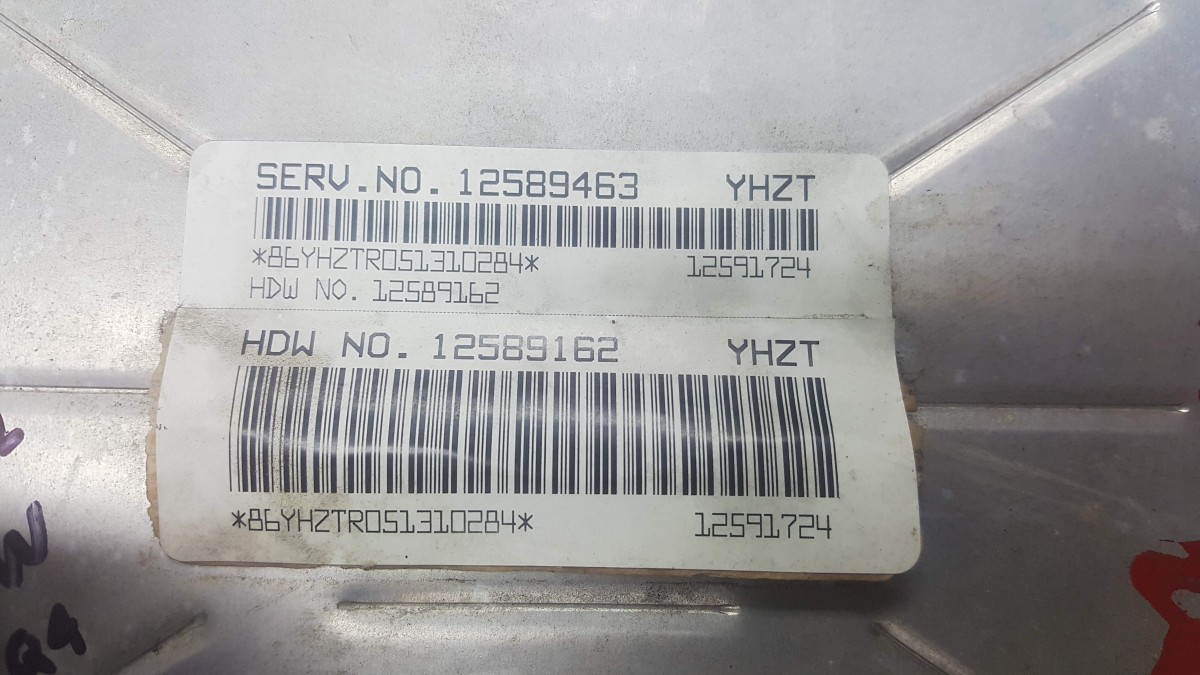 SERV.NO. 12589463 YHZT
*86YHZTR051310284* 12591724
HDW NO. 12589162
HDW NO. 12589162 YHZT
*86YHZTR051310284* 12591724